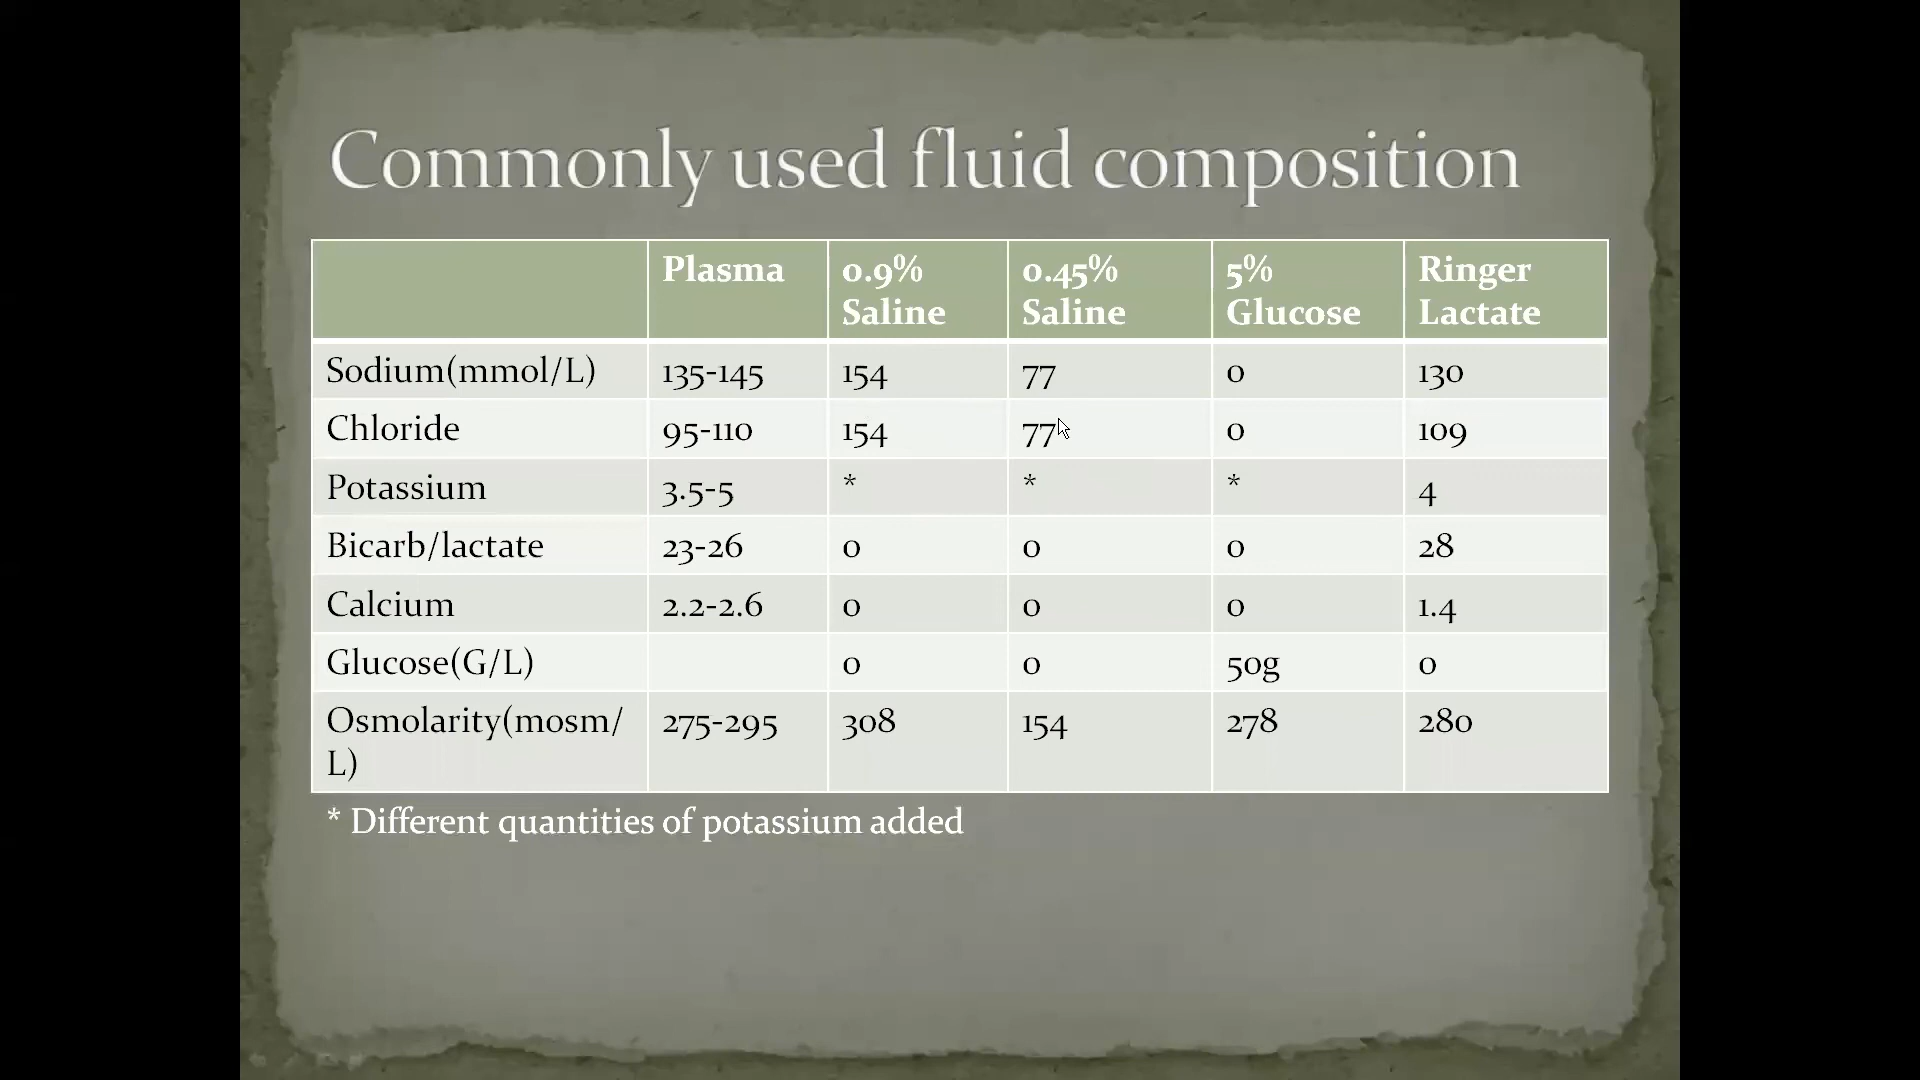 Commonly used fluid composition
Plasma 0.9% Saline 0.45% Saline 5% Glucose Ringer Lactate
Sodium(mmol/L) 135-145 154 77 0 130
Chloride 95-110 154 77 0 109
Potassium 3.5-5 * * * 4
Bicarb/lactate 23-26 0 0 0 28
Calcium 2.2-2.6 0 0 0 1.4
Glucose(G/L) 0 0 50g 0
Osmolarity(mosm/L) 275-295 308 154 278 280
* Different quantities of potassium added